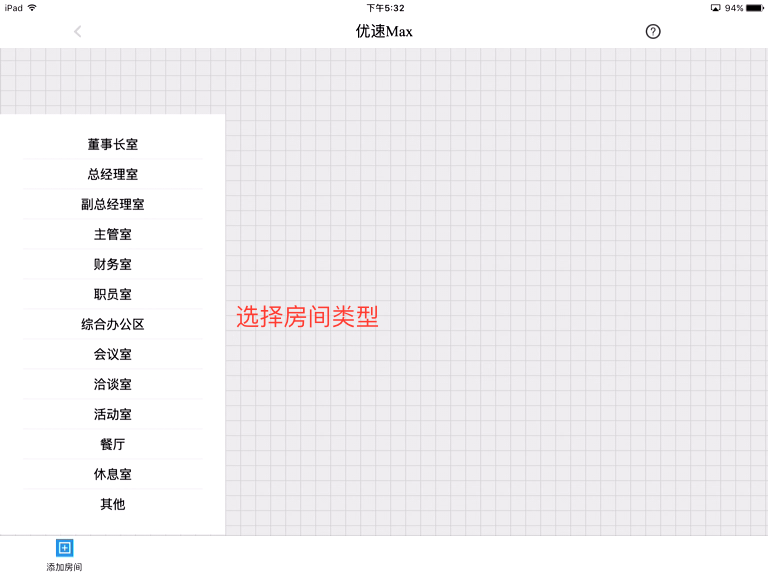 iPad 下午5:32 94%
优速Max
董事长室
总经理室
副总经理室
主管室
财务室
职员室
综合办公区
选择房间类型
会议室
洽谈室
活动室
餐厅
休息室
其他
添加房间